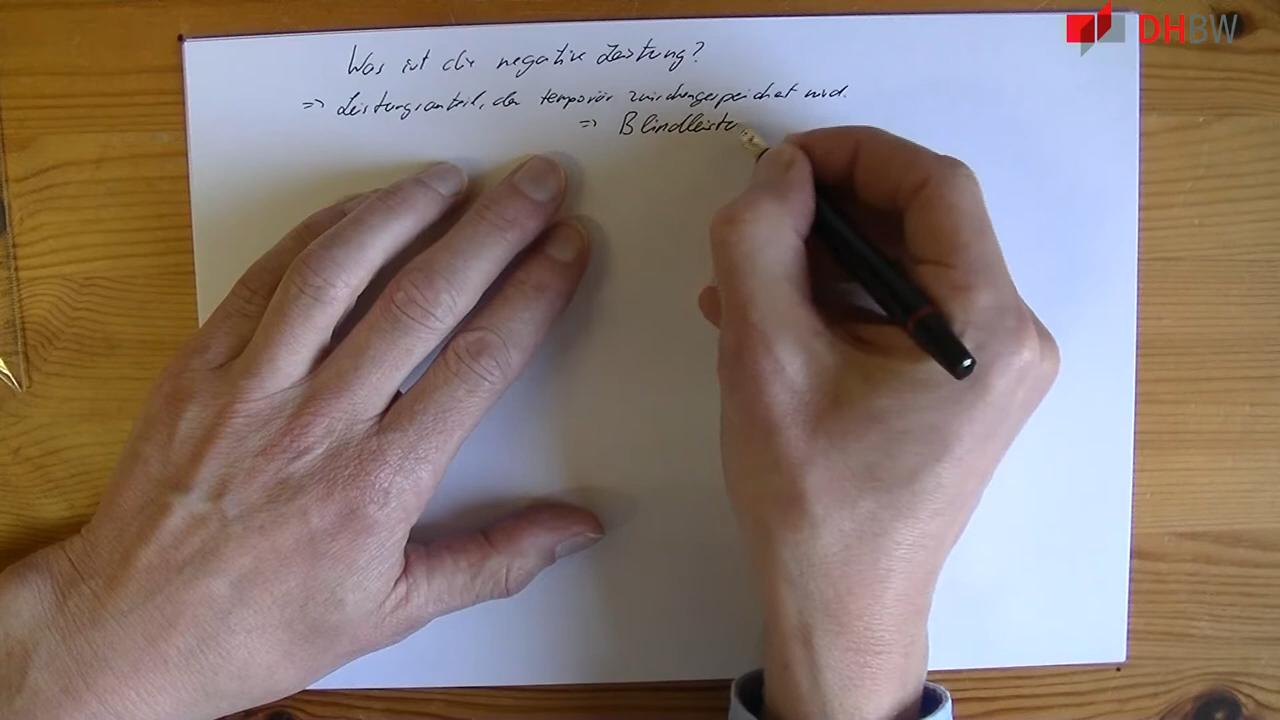 DHBW
Was ist die negative Leistung?
=> Leistungsanteil, der temporär zwischengespeichert wird.
=> Blindleistu